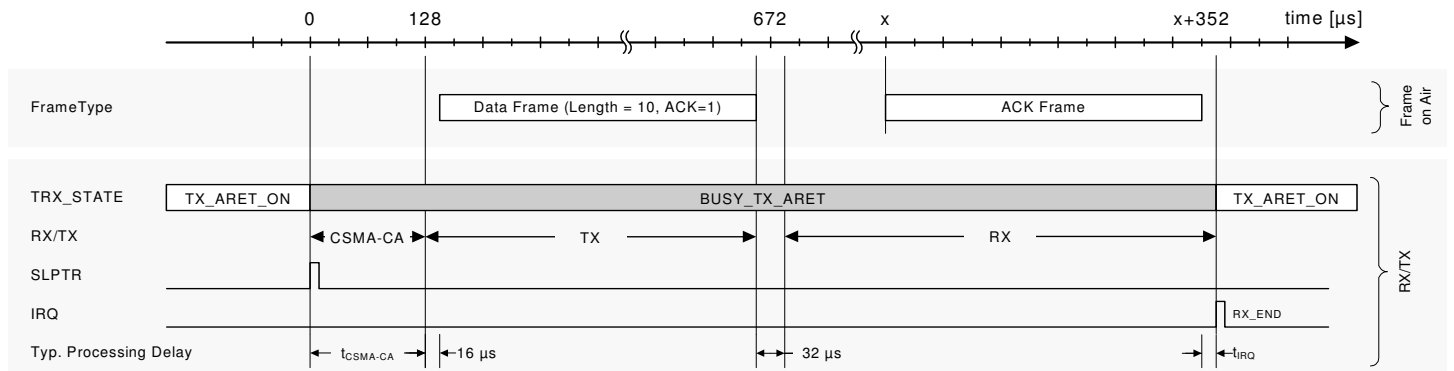 0 128 672 x x+352 time [µs]
FrameType Data Frame (Length = 10, ACK=1) ACK Frame Frame on Air
TRX_STATE TX_ARET_ON BUSY_TX_ARET TX_ARET_ON
RX/TX CSMA-CA TX RX RX/TX
SLPTR
IRQ RX_END
Typ. Processing Delay tCSMA-CA 16 µs 32 µs tIRQ